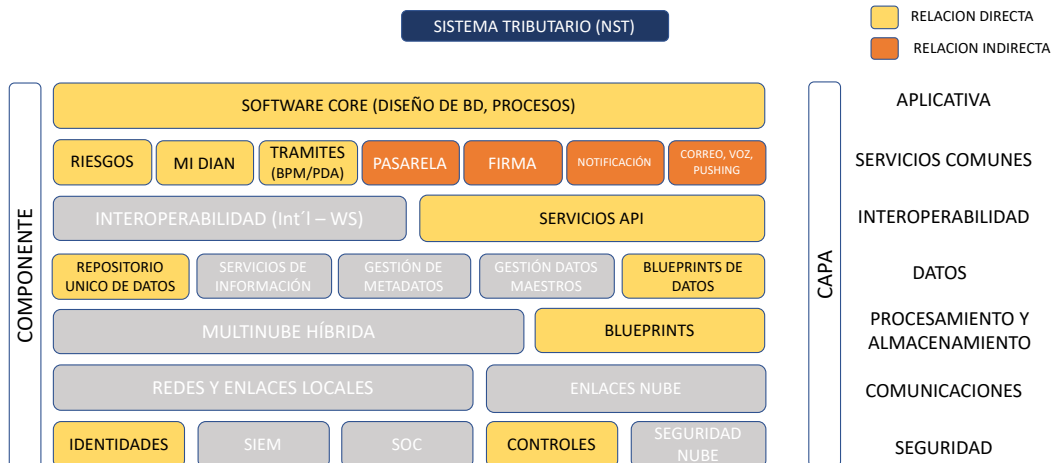 SISTEMA TRIBUTARIO (NST)
RELACION DIRECTA
RELACION INDIRECTA
COMPONENTE
CAPA
SOFTWARE CORE (DISEÑO DE BD, PROCESOS)
APLICATIVA
RIESGOS
MI DIAN
TRAMITES
(BPM/PDA)
PASARELA
FIRMA
NOTIFICACIÓN
CORREO, VOZ,
PUSHING
SERVICIOS COMUNES
INTEROPERABILIDAD (Int´l – WS)
SERVICIOS API
INTEROPERABILIDAD
REPOSITORIO
UNICO DE DATOS
SERVICIOS DE
INFORMACIÓN
GESTIÓN DE
METADATOS
GESTIÓN DATOS
MAESTROS
BLUEPRINTS DE
DATOS
DATOS
MULTINUBE HÍBRIDA
BLUEPRINTS
PROCESAMIENTO Y
ALMACENAMIENTO
REDES Y ENLACES LOCALES
ENLACES NUBE
COMUNICACIONES
IDENTIDADES
SIEM
SOC
CONTROLES
SEGURIDAD
NUBE
SEGURIDAD